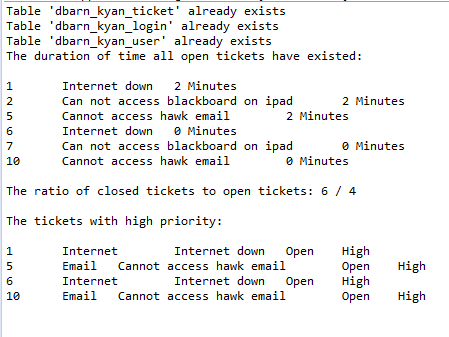 Table 'dbarn_kyan_ticket' already exists
Table 'dbarn_kyan_login' already exists
Table 'dbarn_kyan_user' already exists
The duration of time all open tickets have existed:
1 Internet down 2 Minutes
2 Can not access blackboard on ipad 2 Minutes
5 Cannot access hawk email 2 Minutes
6 Internet down 0 Minutes
7 Can not access blackboard on ipad 0 Minutes
10 Cannot access hawk email 0 Minutes
The ratio of closed tickets to open tickets: 6 / 4
The tickets with high priority:
1 Internet Internet down Open High
5 Email Cannot access hawk email Open High
6 Internet Internet down Open High
10 Email Cannot access hawk email Open High